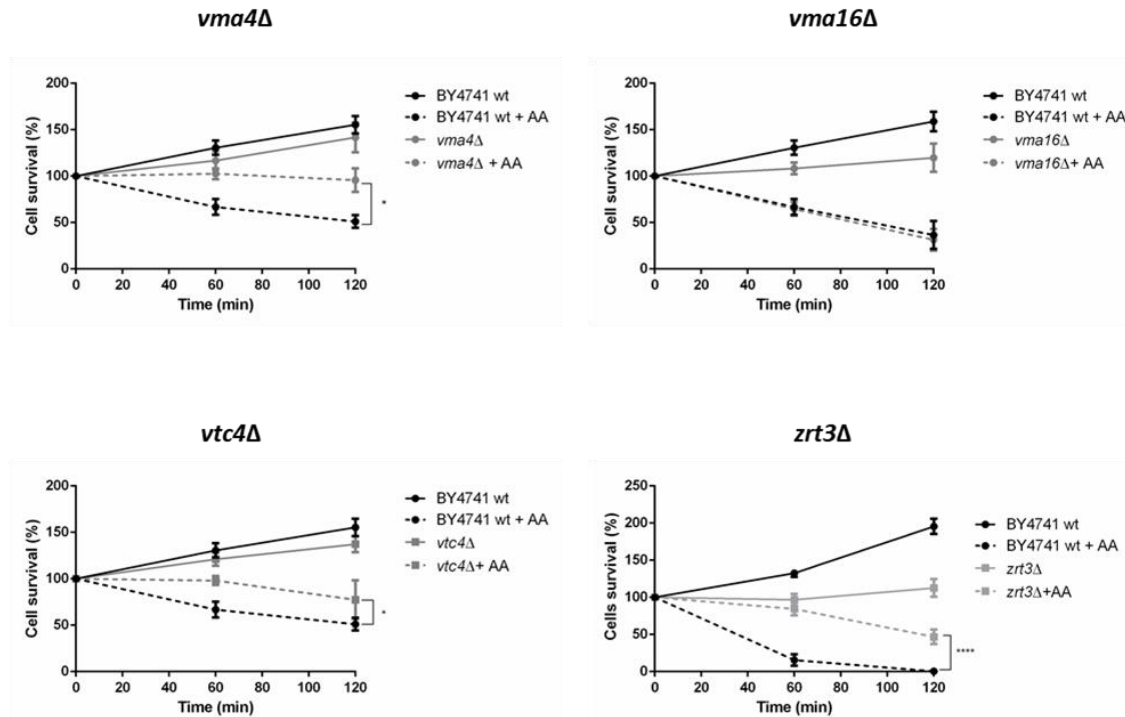 vma4Δ
200
150
100
50
0
Cell survival (%)
0 20 40 60 80 100 120
Time (min)
BY4741 wt
BY4741 wt + AA
vma4Δ
vma4Δ + AA
*
vma16Δ
200
150
100
50
0
Cell survival (%)
0 20 40 60 80 100 120
Time (min)
BY4741 wt
BY4741 wt + AA
vma16Δ
vma16Δ+ AA
vtc4Δ
200
150
100
50
0
Cell survival (%)
0 20 40 60 80 100 120
Time (min)
BY4741 wt
BY4741 wt + AA
vtc4Δ
vtc4Δ+ AA
*
zrt3Δ
250
200
150
100
50
0
Cells survival (%)
0 20 40 60 80 100 120
Time (min)
BY4741 wt
BY4741 wt + AA
zrt3Δ
zrt3Δ+AA
****